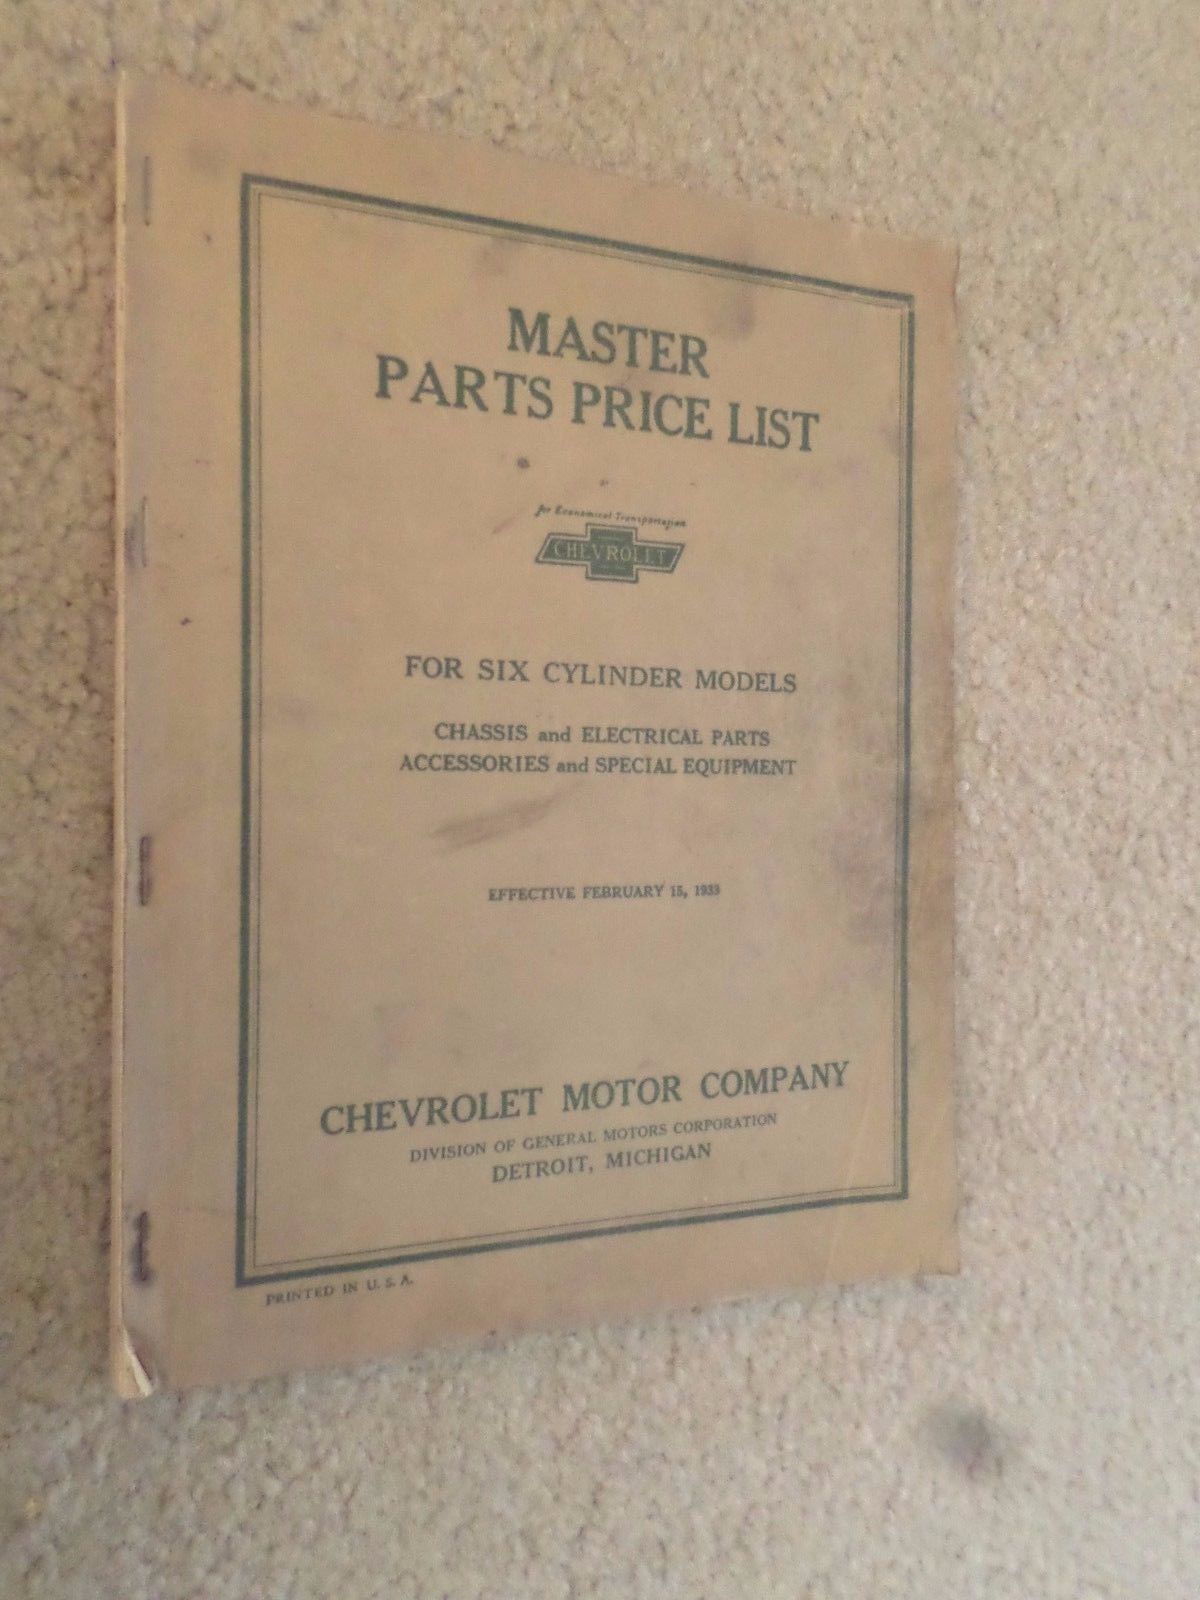 MASTER
PARTS PRICE LIST
for Economical Transportation
CHEVROLET
FOR SIX CYLINDER MODELS
CHASSIS and ELECTRICAL PARTS
ACCESSORIES and SPECIAL EQUIPMENT
EFFECTIVE FEBRUARY 15, 1933
CHEVROLET MOTOR COMPANY
DIVISION OF GENERAL MOTORS CORPORATION
DETROIT, MICHIGAN
PRINTED IN U. S. A.